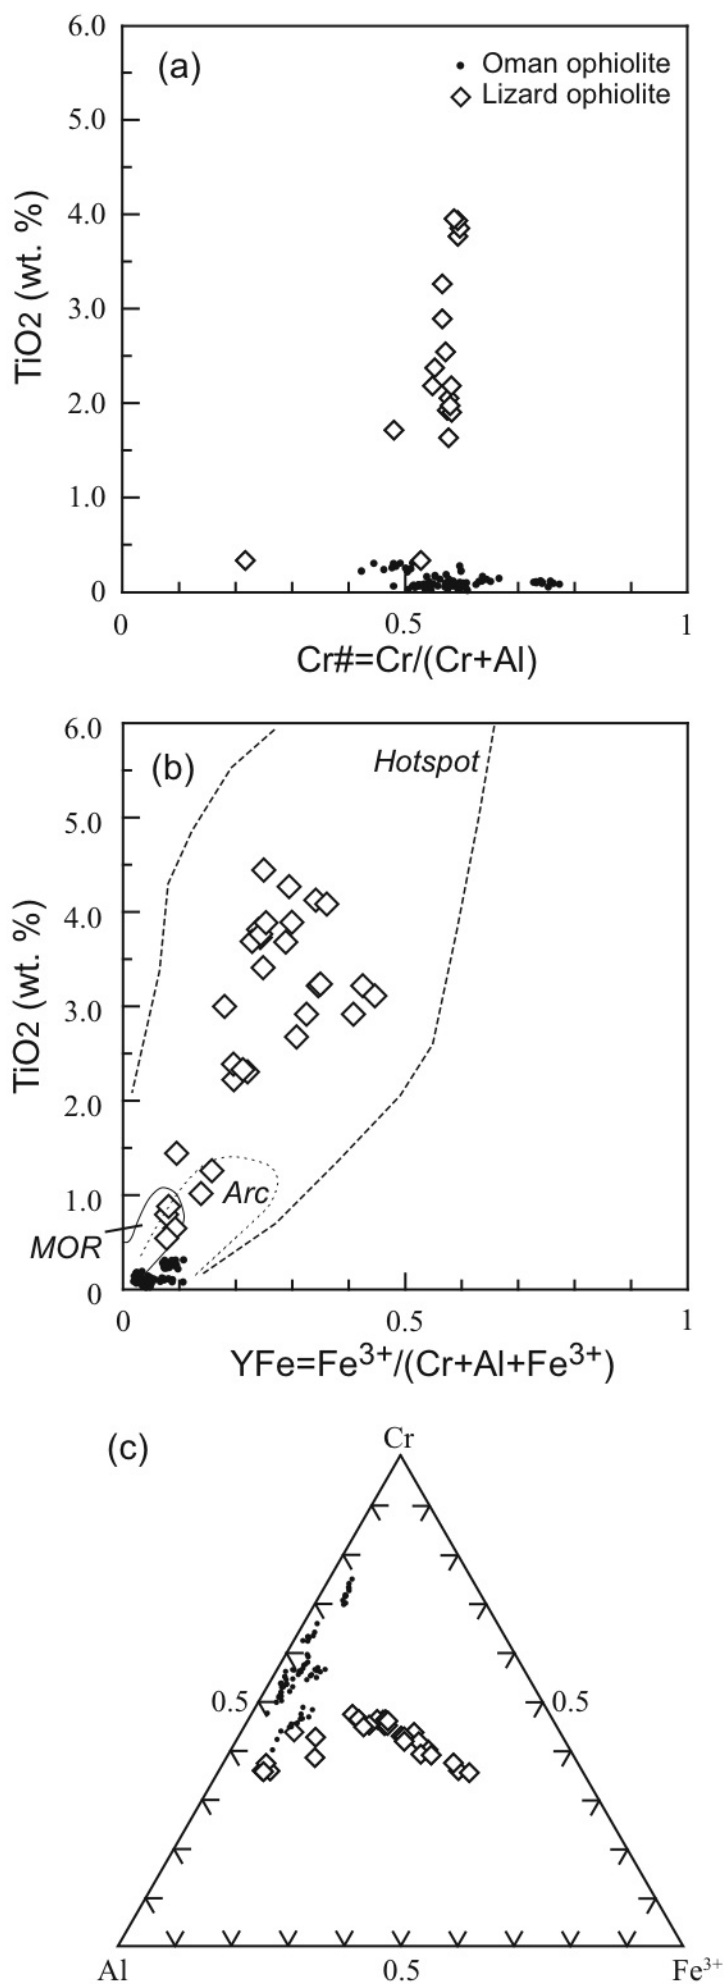 6.0
(a)
Oman ophiolite
Lizard ophiolite
5.0
4.0
3.0
2.0
1.0
0
TiO2 (wt. %)
0
0.5
1
Cr#=Cr/(Cr+Al)
6.0
(b)
Hotspot
5.0
4.0
3.0
2.0
1.0
Arc
MOR
0
TiO2 (wt. %)
0
0.5
1
YFe=Fe³⁺/(Cr+Al+Fe³⁺)
(c)
Cr
0.5
0.5
Al
0.5
Fe³⁺